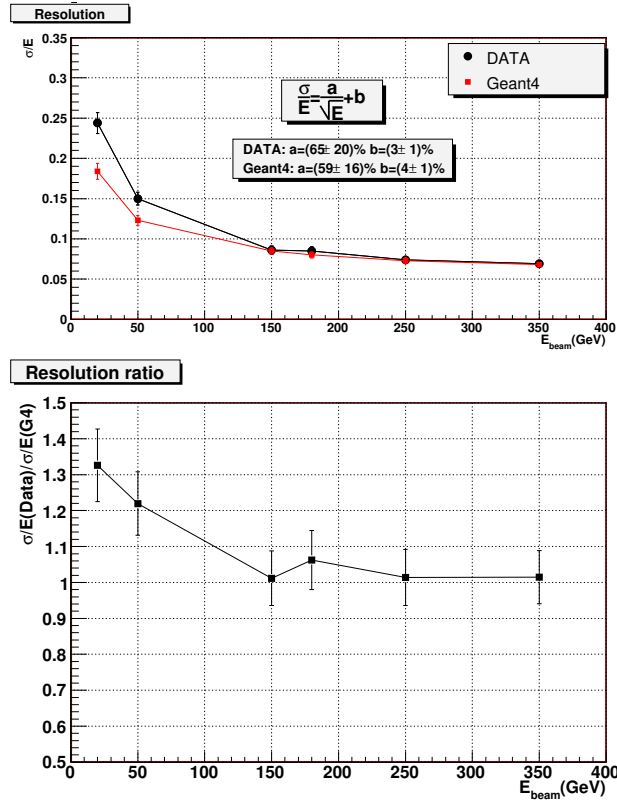 Resolution
σ/E
0.35
0.3
0.25
0.2
0.15
0.1
0.05
0
DATA
Geant4
σ/E=a/√E+b
DATA: a=(65± 20)% b=(3± 1)%
Geant4: a=(59± 16)% b=(4± 1)%
0 50 100 150 200 250 300 350 400
E_beam(GeV)
Resolution ratio
σ/E(Data)/σ/E(G4)
1.5
1.4
1.3
1.2
1.1
1
0.9
0.8
0.7
0.6
0.5
0 50 100 150 200 250 300 350 400
E_beam(GeV)